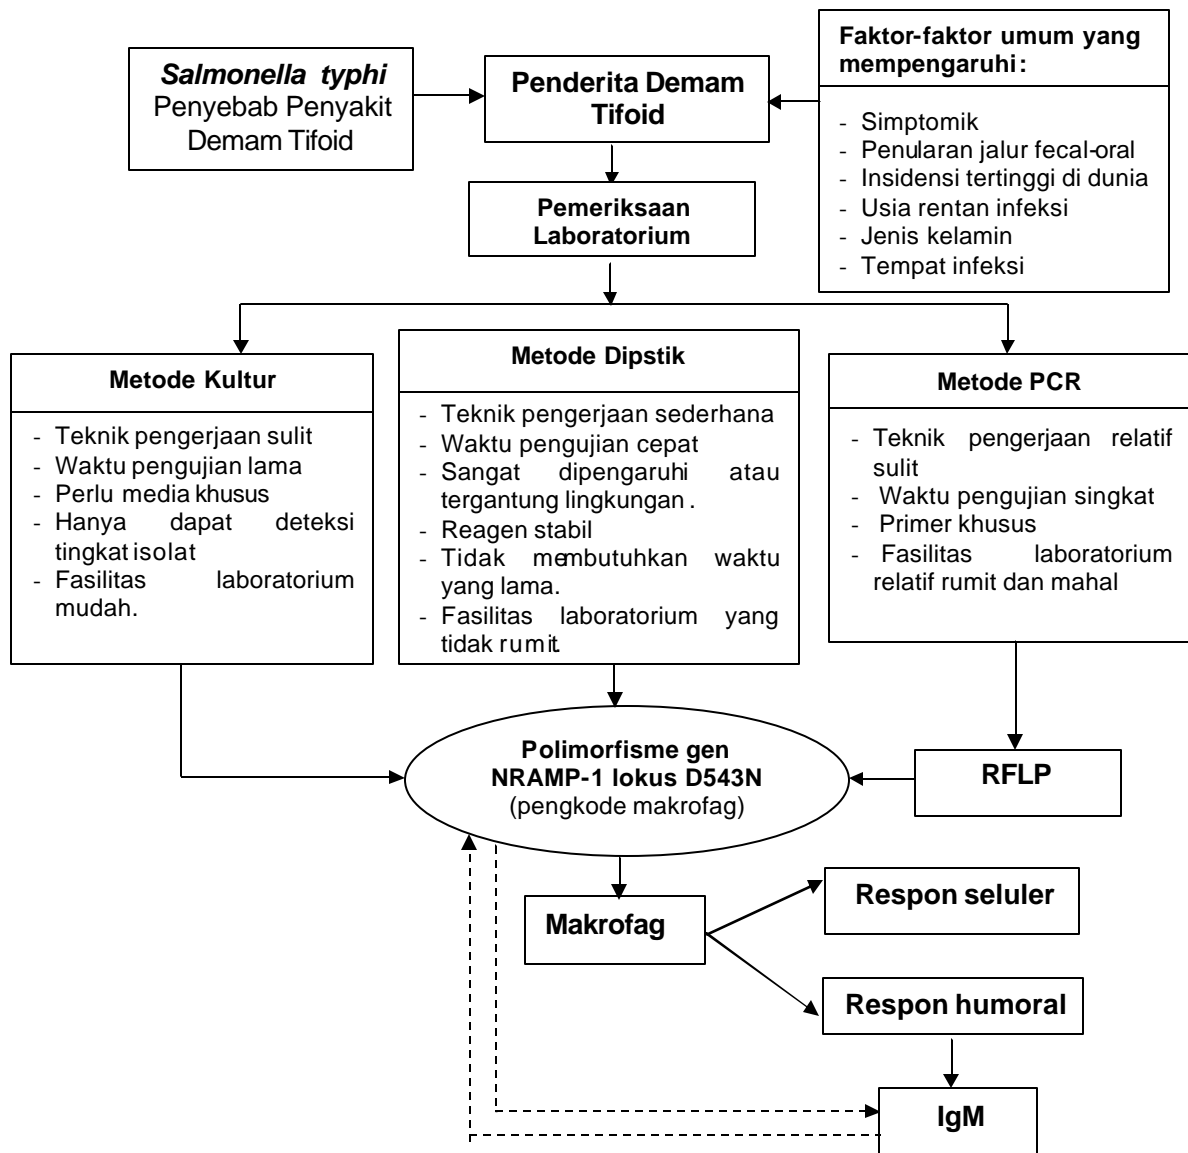 Salmonella typhi
Penyebab Penyakit
Demam Tifoid
Penderita Demam
Tifoid
Faktor-faktor umum yang
mempengaruhi:
- Simptomik
- Penularan jalur fecal-oral
- Insidensi tertinggi di dunia
- Usia rentan infeksi
- Jenis kelamin
- Tempat infeksi
Pemeriksaan
Laboratorium
Metode Kultur
- Teknik pengerjaan sulit
- Waktu pengujian lama
- Perlu media khusus
- Hanya dapat deteksi
tingkat isolat
- Fasilitas laboratorium
mudah.
Metode Dipstik
- Teknik pengerjaan sederhana
- Waktu pengujian cepat
- Sangat dipengaruhi atau
tergantung lingkungan .
- Reagen stabil
- Tidak membutuhkan waktu
yang lama.
- Fasilitas laboratorium yang
tidak rumit.
Metode PCR
- Teknik pengerjaan relatif
sulit
- Waktu pengujian singkat
- Primer khusus
- Fasilitas laboratorium
relatif rumit dan mahal
Polimorfisme gen
NRAMP-1 lokus D543N
(pengkode makrofag)
RFLP
Makrofag
Respon seluler
Respon humoral
IgM